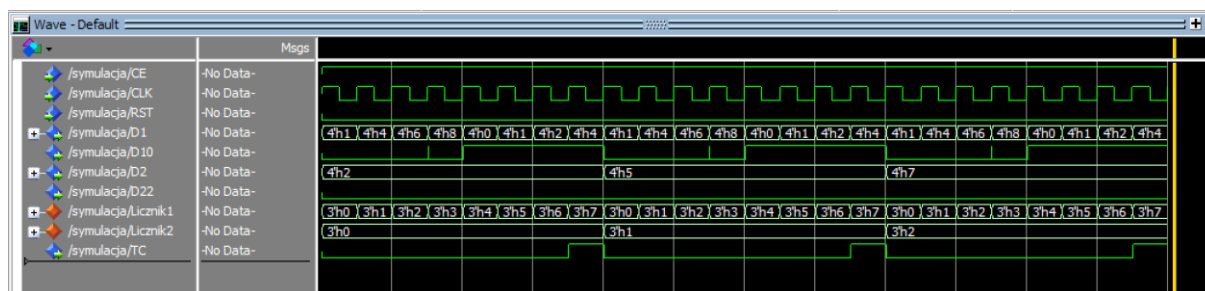 Wave - Default
Msgs
/symulacja/CE -No Data-
/symulacja/CLK -No Data-
/symulacja/RST -No Data-
/symulacja/D1 -No Data- 4'h1 4'h4 4'h6 4'h8 4'h0 4'h1 4'h2 4'h4 4'h1 4'h4 4'h6 4'h8 4'h0 4'h1 4'h2 4'h4 4'h1 4'h4 4'h6 4'h8 4'h0 4'h1 4'h2 4'h4
/symulacja/D10 -No Data-
/symulacja/D2 -No Data- 4'h2 4'h5 4'h7
/symulacja/D22 -No Data-
/symulacja/Licznik1 -No Data- 3'h0 3'h1 3'h2 3'h3 3'h4 3'h5 3'h6 3'h7 3'h0 3'h1 3'h2 3'h3 3'h4 3'h5 3'h6 3'h7 3'h0 3'h1 3'h2 3'h3 3'h4 3'h5 3'h6 3'h7
/symulacja/Licznik2 -No Data- 3'h0 3'h1 3'h2
/symulacja/TC -No Data-